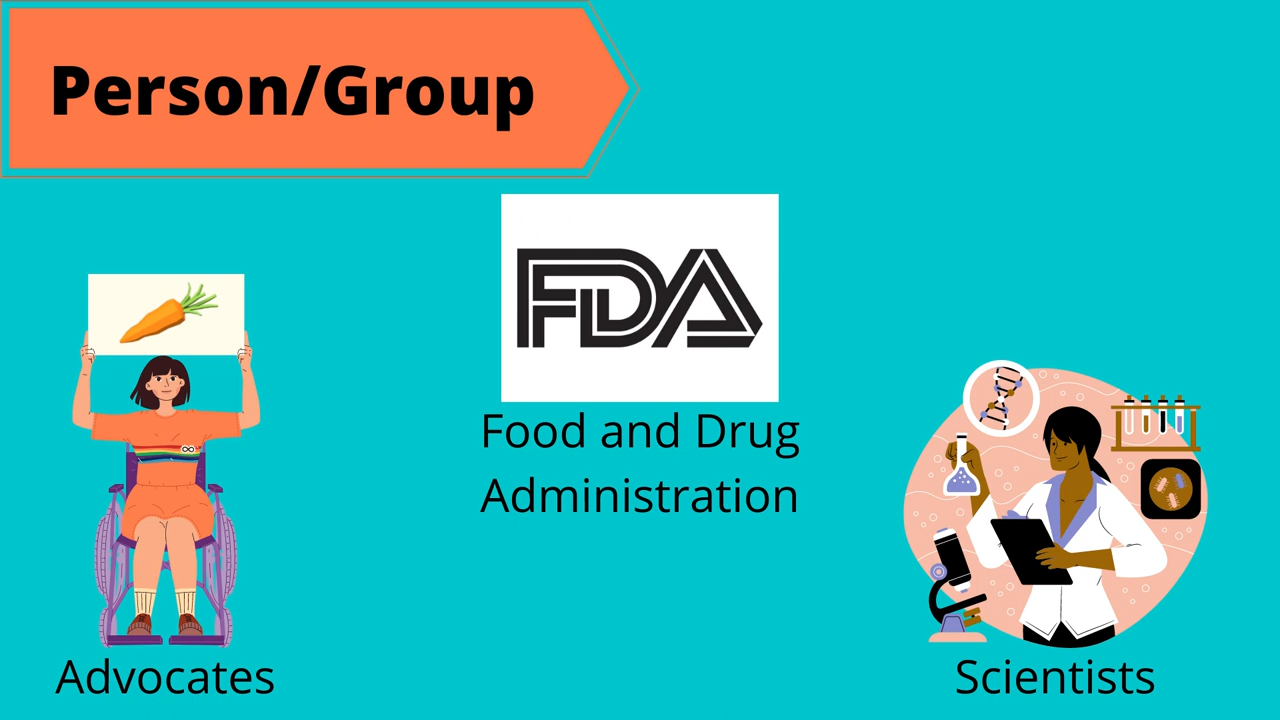 Person/Group
FDA
Food and Drug
Administration
Advocates
Scientists